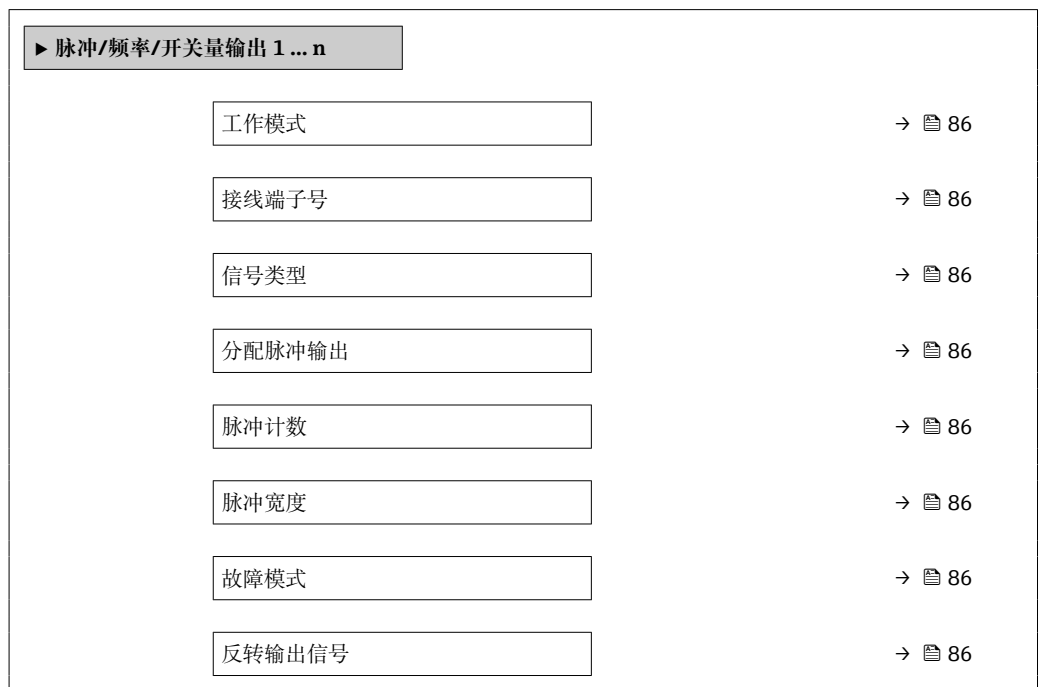 ▶ 脉冲/频率/开关量输出 1 ... n
工作模式 → 86
接线端子号 → 86
信号类型 → 86
分配脉冲输出 → 86
脉冲计数 → 86
脉冲宽度 → 86
故障模式 → 86
反转输出信号 → 86